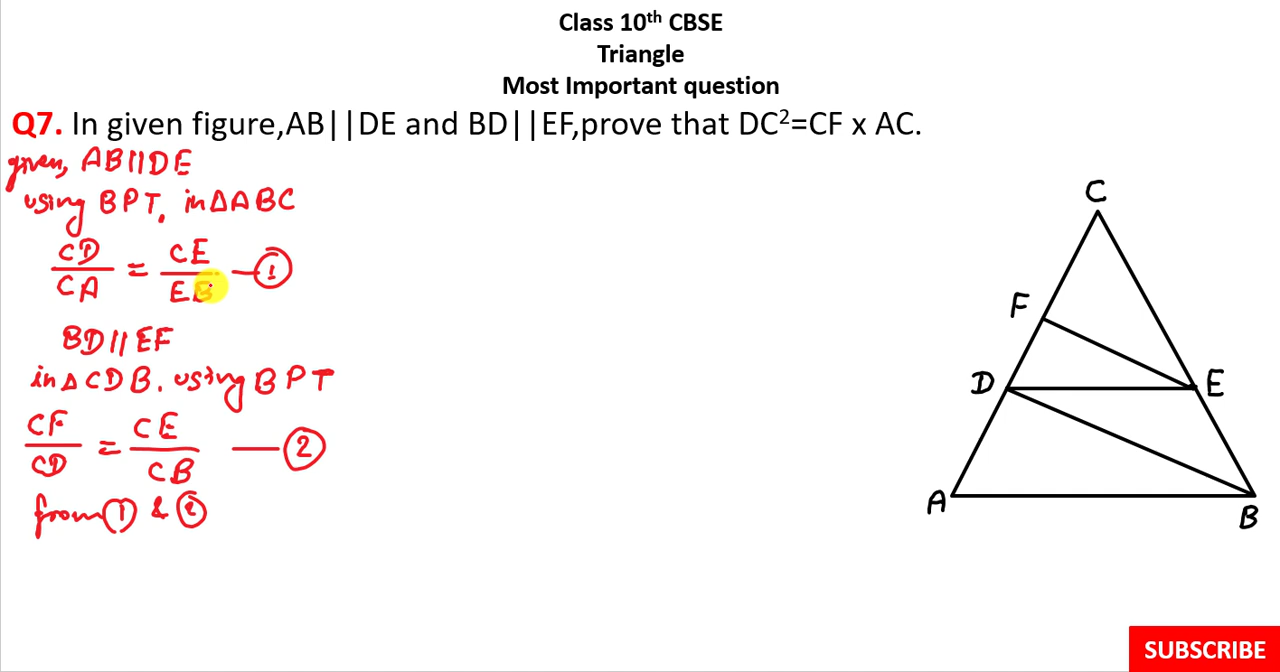 Class 10th CBSE
Triangle
Most Important question
Q7. In given figure,AB||DE and BD||EF,prove that DC²=CF x AC.
given, AB||DE
using BPT, in △ABC
CD/CA = CE/EB —①
BD||EF
in △ CDB. using BPT
CF/CD = CE/CB —②
from ① & ②
C
F
D
E
A
B
SUBSCRIBE